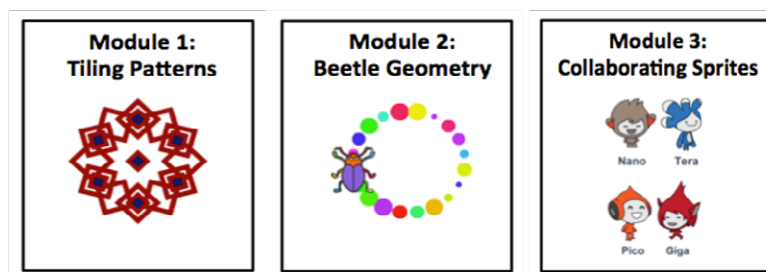 Module 1:
Tiling Patterns
Module 2:
Beetle Geometry
Module 3:
Collaborating Sprites
Nano Tera
Pico Giga